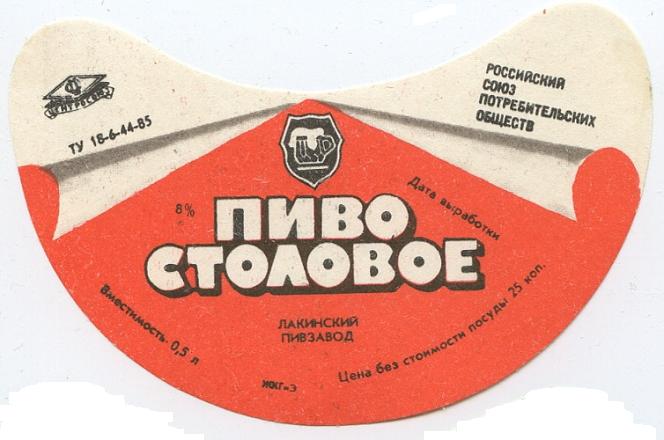 ЦЕНТРОСОЮЗ
ТУ 18-6-44-85
РОССИЙСКИЙ
СОЮЗ
ПОТРЕБИТЕЛЬСКИХ
ОБЩЕСТВ
8%
ПИВО
СТОЛОВОЕ
Дата выработки
ЛАКИНСКИЙ
ПИВЗАВОД
Вместимость 0,5 л
Цена без стоимости посуды 25 коп.